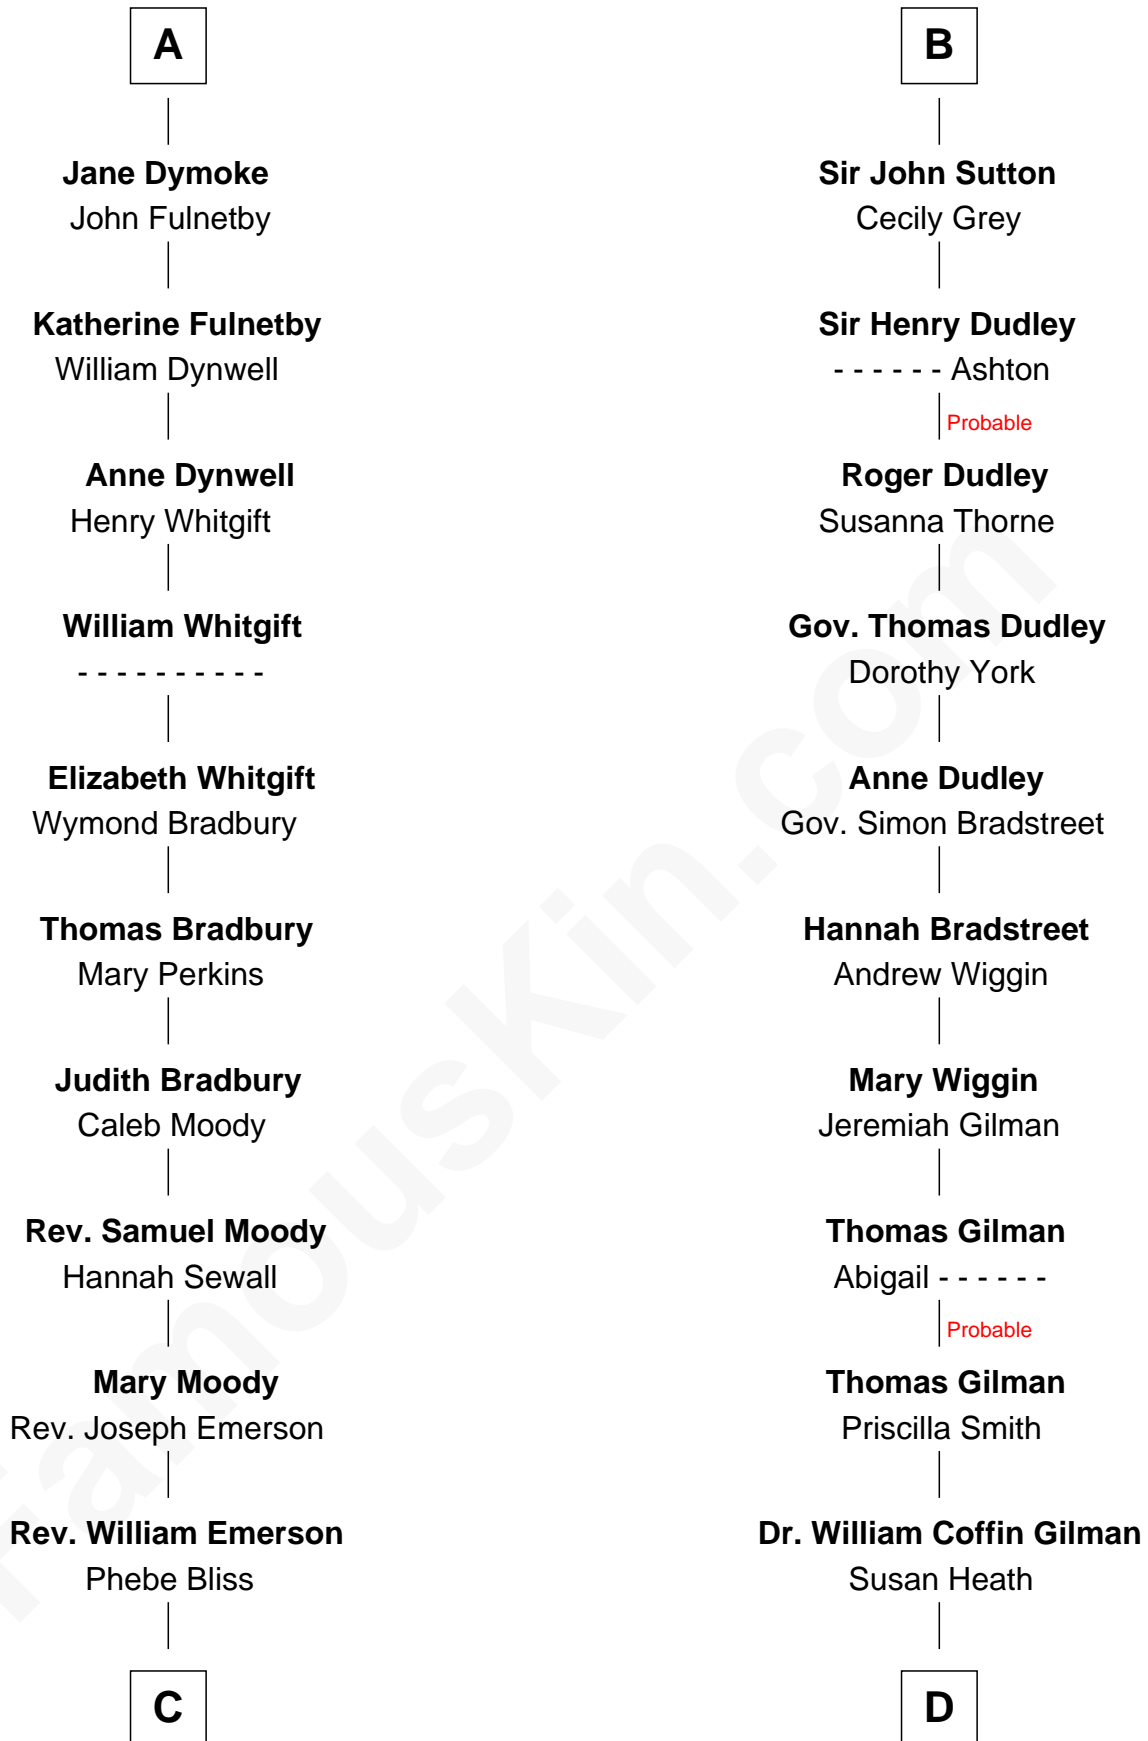 A
Jane Dymoke
John Fulnetby
Katherine Fulnetby
William Dynwell
Anne Dynwell
Henry Whitgift
William Whitgift
- - - - - - - - - -
Elizabeth Whitgift
Wymond Bradbury
Thomas Bradbury
Mary Perkins
Judith Bradbury
Caleb Moody
Rev. Samuel Moody
Hannah Sewall
Mary Moody
Rev. Joseph Emerson
Rev. William Emerson
Phebe Bliss
C
B
Sir John Sutton
Cecily Grey
Sir Henry Dudley
- - - - - - Ashton
Probable
Roger Dudley
Susanna Thorne
Gov. Thomas Dudley
Dorothy York
Anne Dudley
Gov. Simon Bradstreet
Hannah Bradstreet
Andrew Wiggin
Mary Wiggin
Jeremiah Gilman
Thomas Gilman
Abigail - - - - - -
Probable
Thomas Gilman
Priscilla Smith
Dr. William Coffin Gilman
Susan Heath
D
FamousKin.com